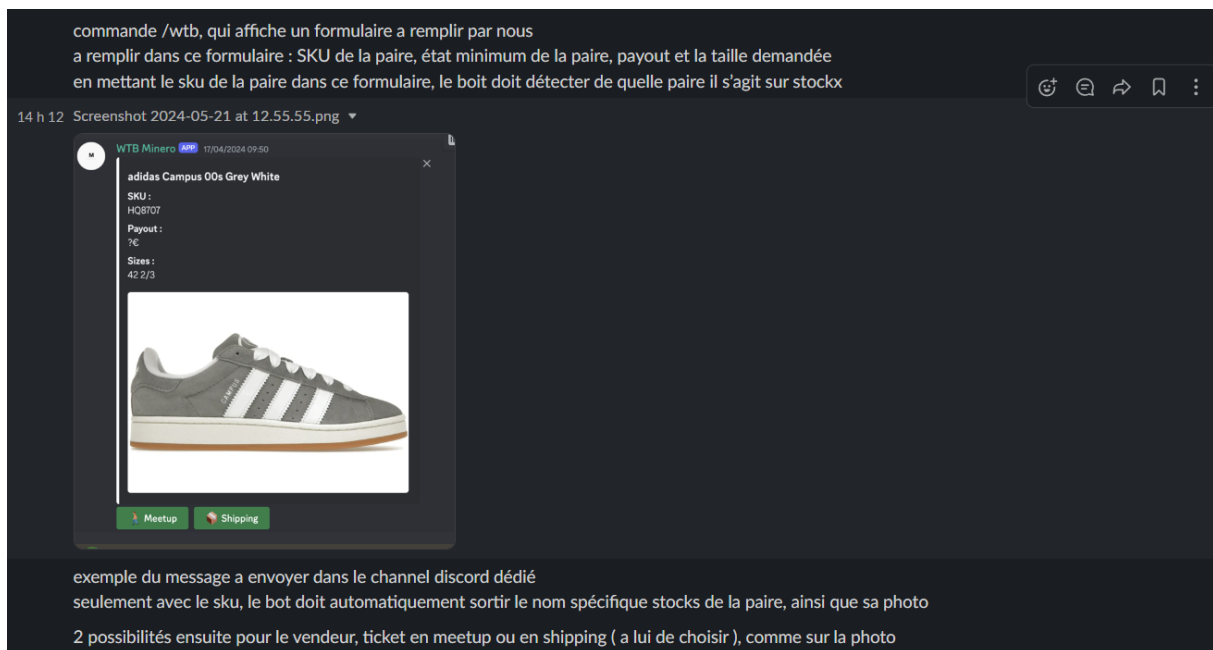 commande /wtb, qui affiche un formulaire a remplir par nous
a remplir dans ce formulaire : SKU de la paire, état minimum de la paire, payout et la taille demandée
en mettant le sku de la paire dans ce formulaire, le boit doit détecter de quelle paire il s'agit sur stockx
14 h 12 Screenshot 2024-05-21 at 12.55.55.png
M
WTB Minero APP 17/04/2024 09:50
adidas Campus 00s Grey White
SKU :
HQ8707
Payout :
?€
Sizes :
42 2/3
CAMPUS
Meetup Shipping
exemple du message a envoyer dans le channel discord dédié
seulement avec le sku, le bot doit automatiquement sortir le nom spécifique stocks de la paire, ainsi que sa photo
2 possibilités ensuite pour le vendeur, ticket en meetup ou en shipping ( a lui de choisir ), comme sur la photo